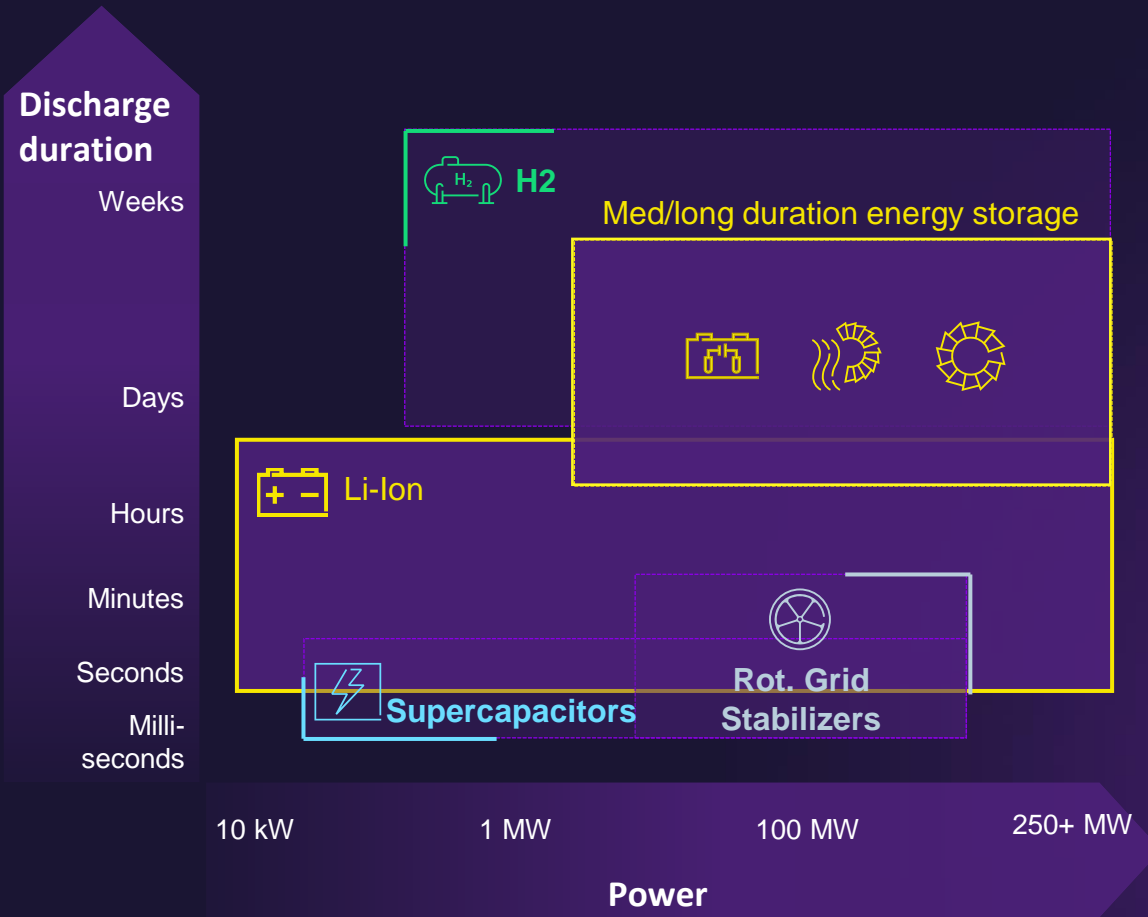 Discharge
duration
Weeks
Days
Hours
Minutes
Seconds
Milli-
seconds
H₂
H2
Med/long duration energy storage
Li-Ion
Rot. Grid
Stabilizers
Supercapacitors
10 kW
1 MW
100 MW
250+ MW
Power